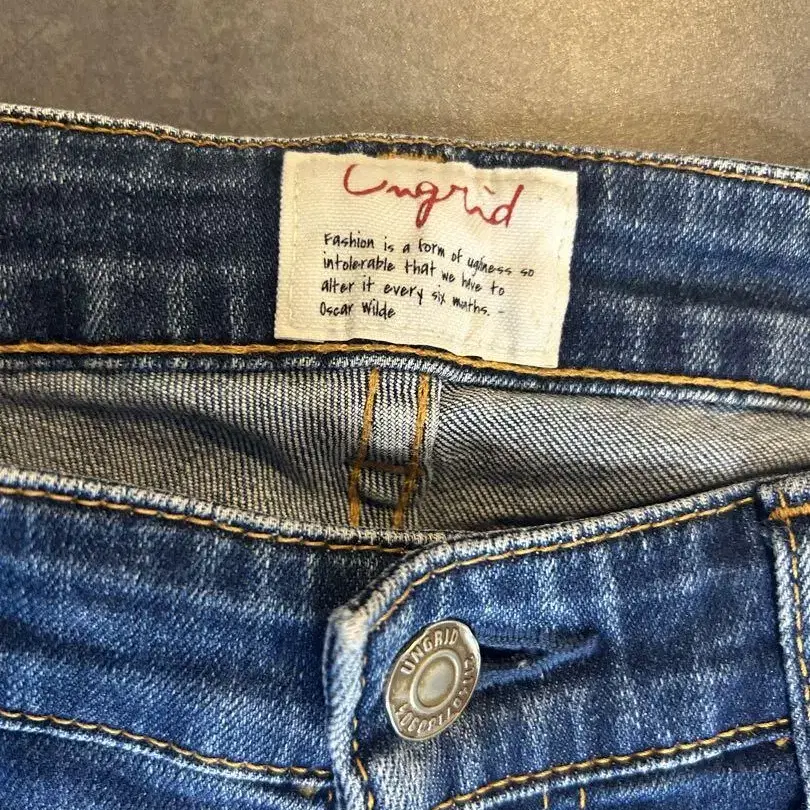 Ungrid
Fashion is a form of ugliness so
intolerable that we have to
alter it every six months. -
Oscar Wilde
UNGRID